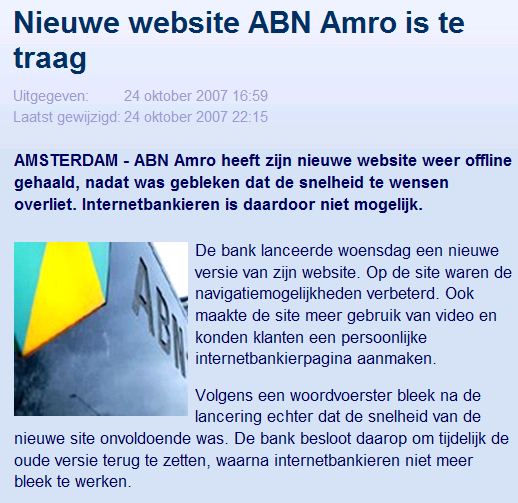 Nieuwe website ABN Amro is te
traag
Uitgegeven: 24 oktober 2007 16:59
Laatst gewijzigd: 24 oktober 2007 22:15
AMSTERDAM - ABN Amro heeft zijn nieuwe website weer offline
gehaald, nadat was gebleken dat de snelheid te wensen
overliet. Internetbankieren is daardoor niet mogelijk.
ABN
De bank lanceerde woensdag een nieuwe
versie van zijn website. Op de site waren de
navigatiemogelijkheden verbeterd. Ook
maakte de site meer gebruik van video en
konden klanten een persoonlijke
internetbankierpagina aanmaken.
Volgens een woordvoerster bleek na de
lancering echter dat de snelheid van de
nieuwe site onvoldoende was. De bank besloot daarop om tijdelijk de
oude versie terug te zetten, waarna internetbankieren niet meer
bleek te werken.